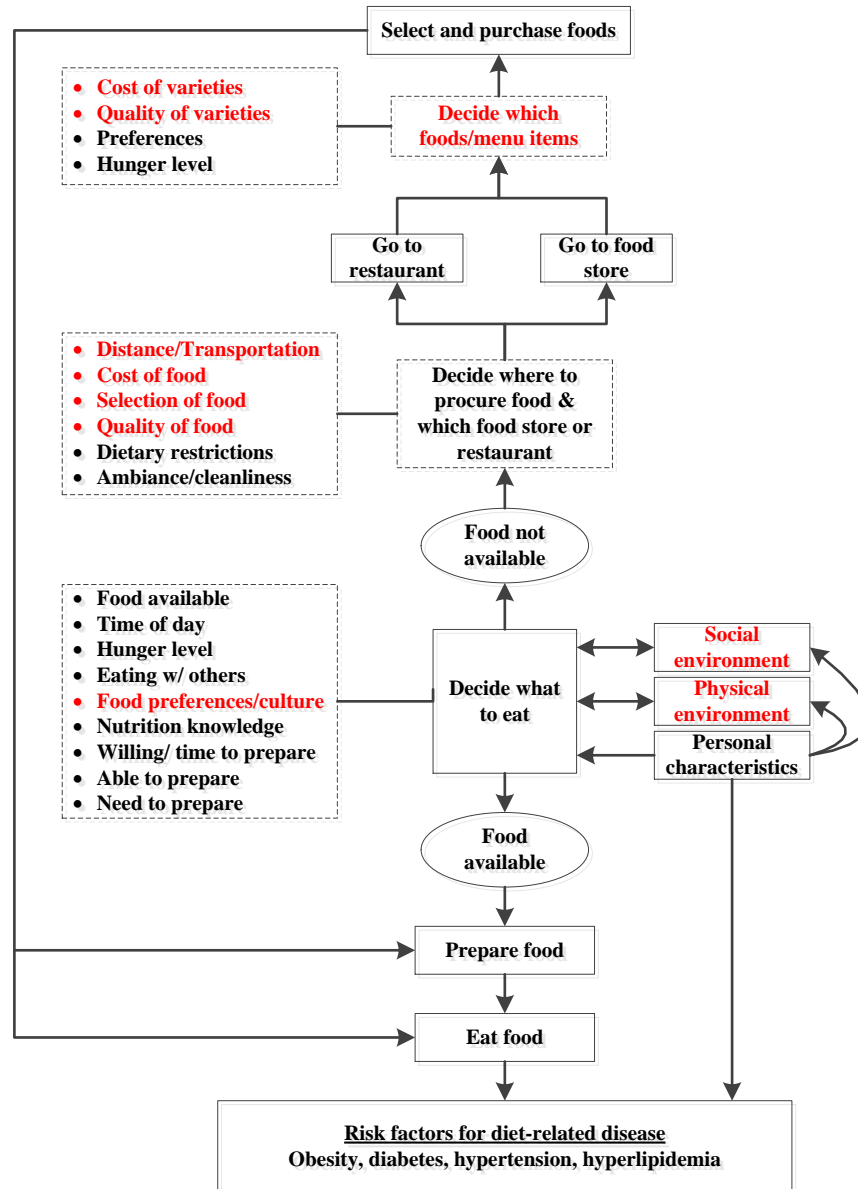 Select and purchase foods
• Cost of varieties
• Quality of varieties
• Preferences
• Hunger level
Decide which
foods/menu items
Go to
restaurant
Go to food
store
• Distance/Transportation
• Cost of food
• Selection of food
• Quality of food
• Dietary restrictions
• Ambiance/cleanliness
Decide where to
procure food &
which food store or
restaurant
Food not
available
• Food available
• Time of day
• Hunger level
• Eating w/ others
• Food preferences/culture
• Nutrition knowledge
• Willing/ time to prepare
• Able to prepare
• Need to prepare
Decide what
to eat
Social
environment
Physical
environment
Personal
characteristics
Food
available
Prepare food
Eat food
Risk factors for diet-related disease
Obesity, diabetes, hypertension, hyperlipidemia